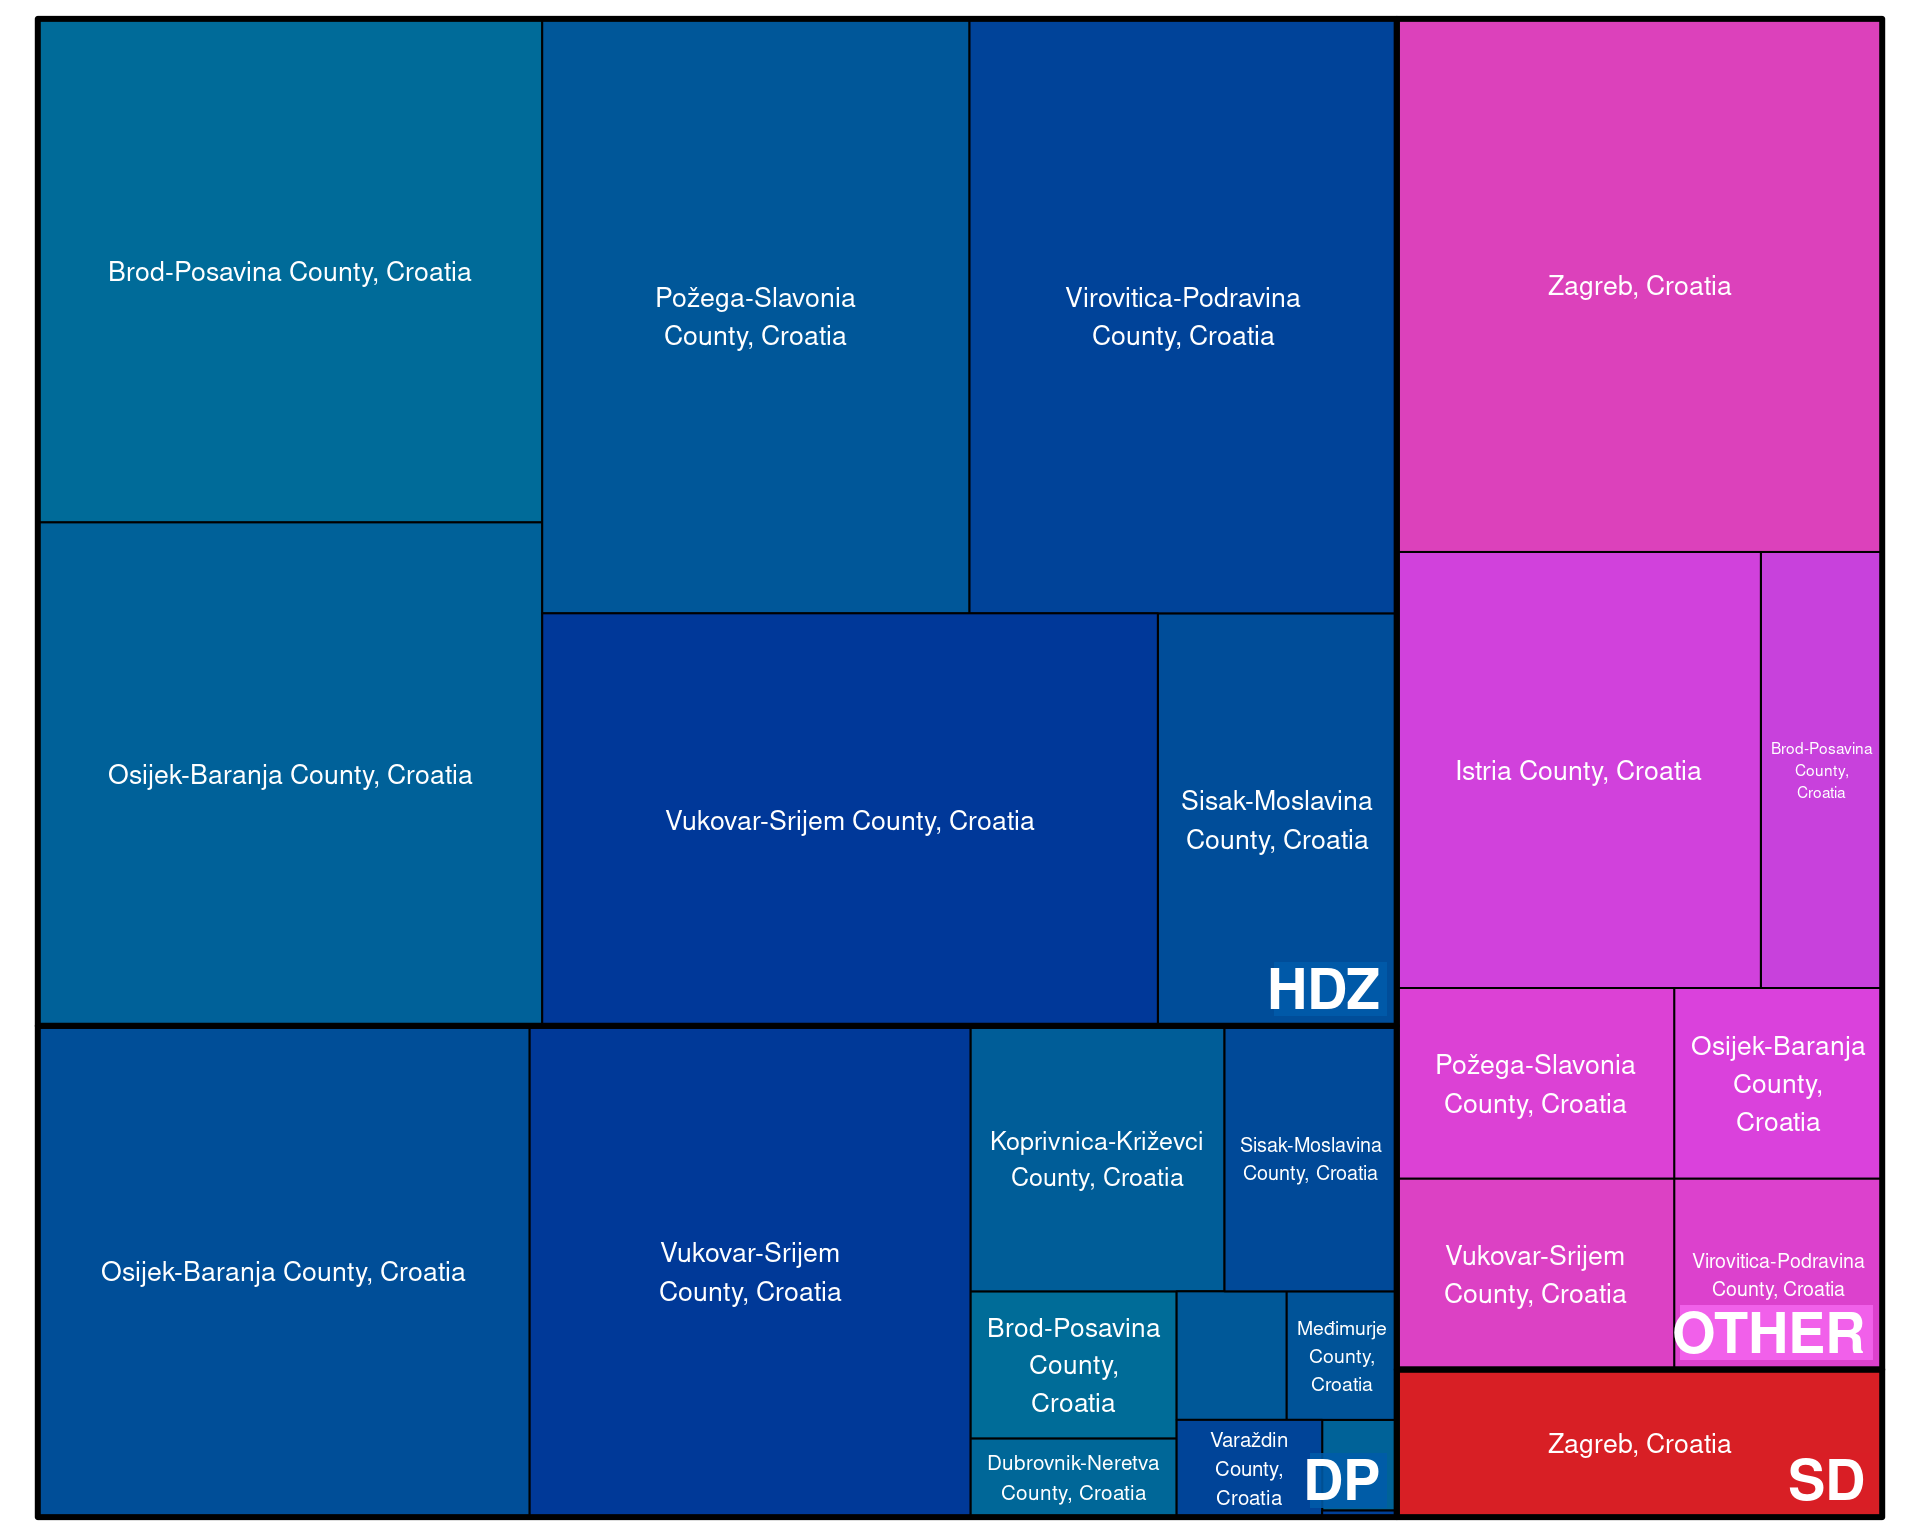 Brod-Posavina County, Croatia
Požega-Slavonia
County, Croatia
Virovitica-Podravina
County, Croatia
Osijek-Baranja County, Croatia
Vukovar-Srijem County, Croatia
Sisak-Moslavina
County, Croatia
HDZ
Osijek-Baranja County, Croatia
Vukovar-Srijem
County, Croatia
Koprivnica-Križevci
County, Croatia
Sisak-Moslavina
County, Croatia
Brod-Posavina
County,
Croatia
Međimurje
County,
Croatia
Dubrovnik-Neretva
County, Croatia
Varaždin
County,
Croatia
DP
Zagreb, Croatia
Istria County, Croatia
Brod-Posavina
County,
Croatia
Požega-Slavonia
County, Croatia
Osijek-Baranja
County,
Croatia
Vukovar-Srijem
County, Croatia
Virovitica-Podravina
County, Croatia
OTHER
Zagreb, Croatia
SD